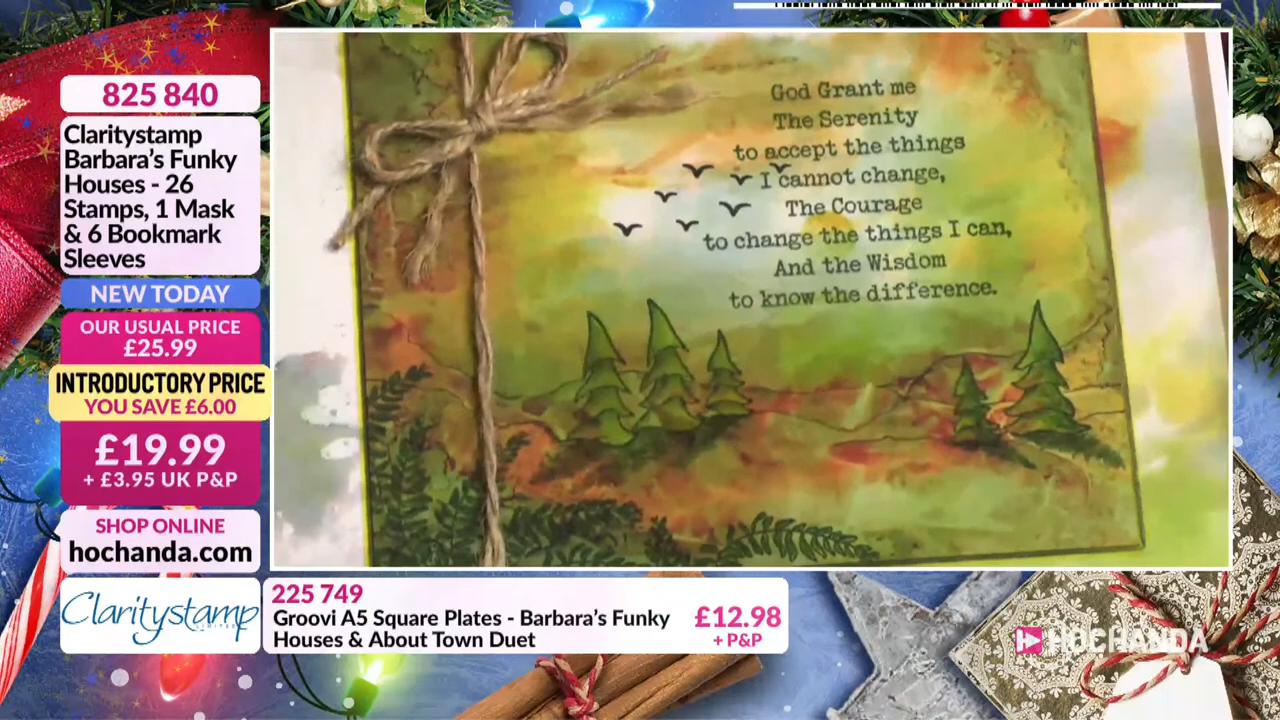 825 840
Claritystamp
Barbara's Funky
Houses - 26
Stamps, 1 Mask
& 6 Bookmark
Sleeves
NEW TODAY
OUR USUAL PRICE
£25.99
INTRODUCTORY PRICE
YOU SAVE £6.00
£19.99
+ £3.95 UK P&P
SHOP ONLINE
hochanda.com
God Grant me
The Serenity
to accept the things
I cannot change,
The Courage
to change the things I can,
And the Wisdom
to know the difference.
Claritystamp
LIMITED
225 749
Groovi A5 Square Plates - Barbara's Funky
Houses & About Town Duet
£12.98
+ P&P
HOCHANDA